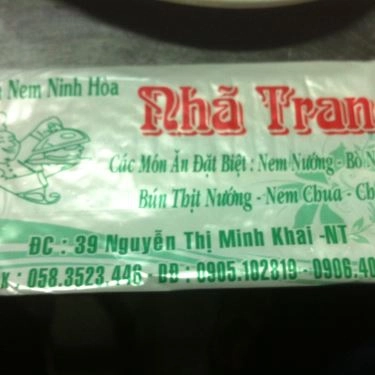 Nem Ninh Hòa
Nhã Tran
Các Món Ăn Đặt Biệt : Nem Nướng - Bò N
Bún Thịt Nướng - Nem Chua - Ch
ĐC : 39 Nguyễn Thị Minh Khai -NT
K : 058.3523.446 - DĐ : 0905.102819 - 0906.40